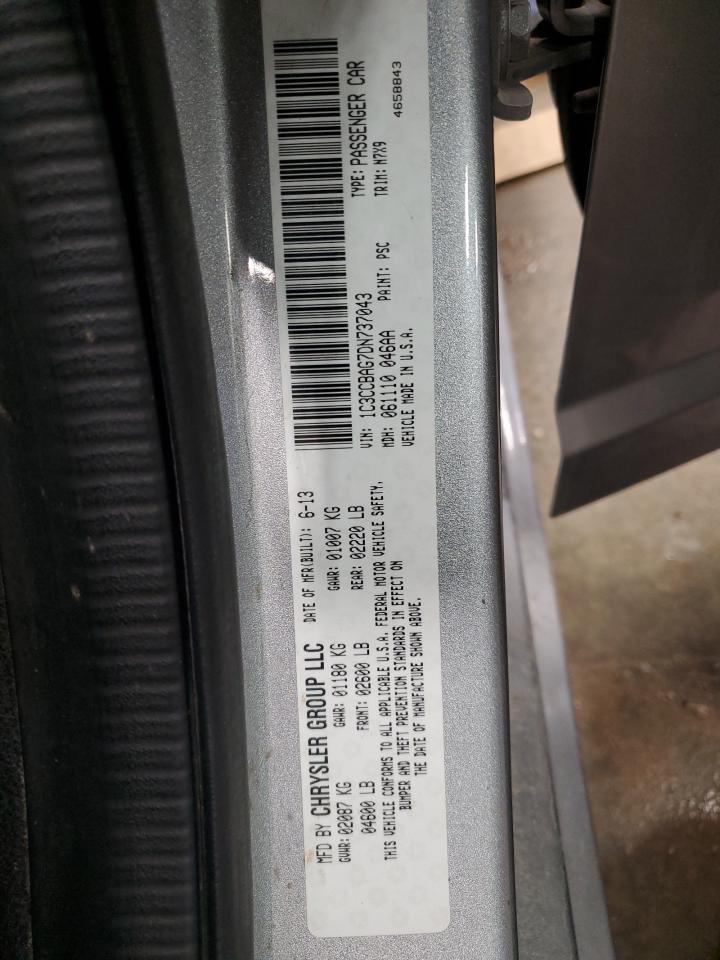 MFD BY CHRYSLER GROUP LLC DATE OF MFR(BUILT): 6-13
GVWR: 02087 KG GAWR: 01180 KG GAWR: 01007 KG
04600 LB FRONT: 02600 LB REAR: 02220 LB
THIS VEHICLE CONFORMS TO ALL APPLICABLE U.S.A. FEDERAL MOTOR VEHICLE SAFETY,
BUMPER AND THEFT PREVENTION STANDARDS IN EFFECT ON
THE DATE OF MANUFACTURE SHOWN ABOVE.
VIN: 1C3CCBAG7DN737043 TYPE: PASSENGER CAR
MDH: 061110 046AA PAINT: PSC TRIM: M7X9
VEHICLE MADE IN U.S.A. 4658843